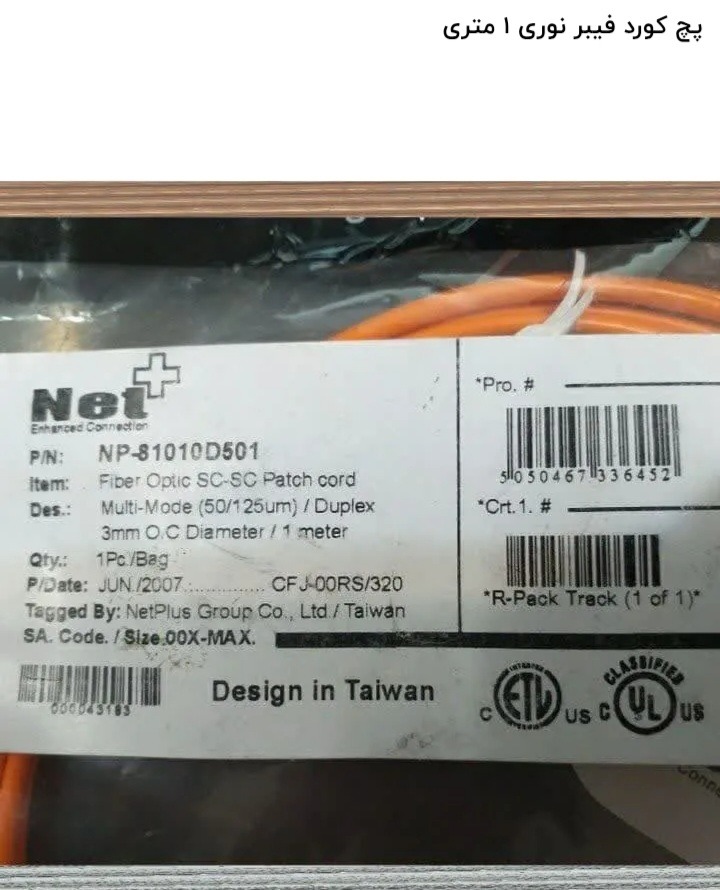 پچ کورد فیبر نوری ۱ متری
Net+
Enhanced Connection
P/N: NP-81010D501
Item: Fiber Optic SC-SC Patch cord
Des.: Multi-Mode (50/125um) / Duplex
3mm O.C Diameter / 1 meter
Qty.: 1Pc./Bag
P/Date: JUN./2007............... CFJ-00RS/320
Tagged By: NetPlus Group Co., Ltd / Taiwan
SA. Code. / Size.00X-MAX.
000043183
Design in Taiwan
*Pro. #
5 050467 336452
*Crt.1. #
*R-Pack Track (1 of 1)*
INTERTEK
C ETL US
CLASSIFIED
C UL US